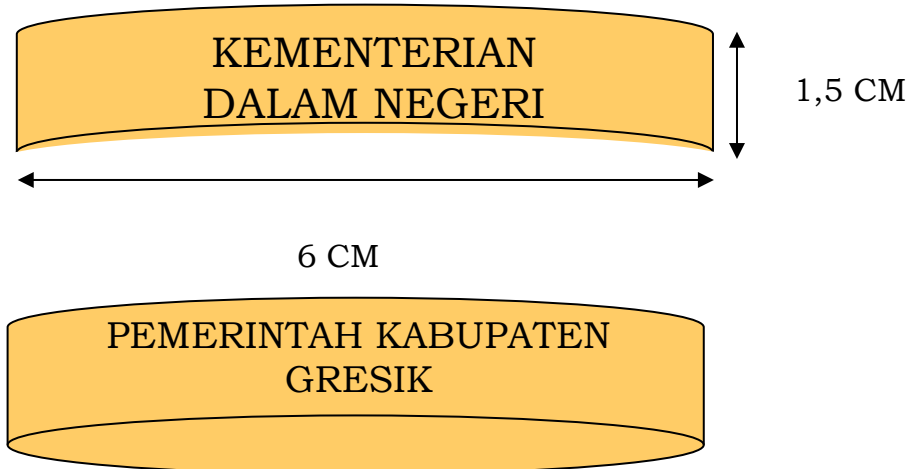 KEMENTERIAN
DALAM NEGERI
1,5 CM
6 CM
PEMERINTAH KABUPATEN
GRESIK